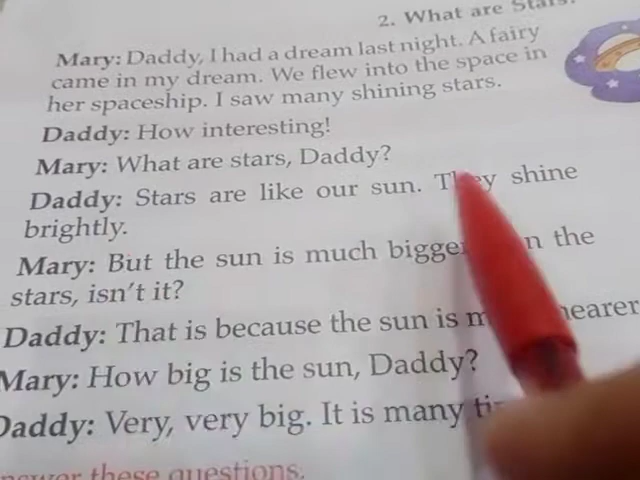 2. What are Stars?
Mary: Daddy, I had a dream last night. A fairy
came in my dream. We flew into the space in
her spaceship. I saw many shining stars.
Daddy: How interesting!
Mary: What are stars, Daddy?
Daddy: Stars are like our sun. They shine
brightly.
Mary: But the sun is much bigger the
stars, isn't it?
Daddy: That is because the sun is nearer
Mary: How big is the sun, Daddy?
Daddy: Very, very big. It is many
these questions.